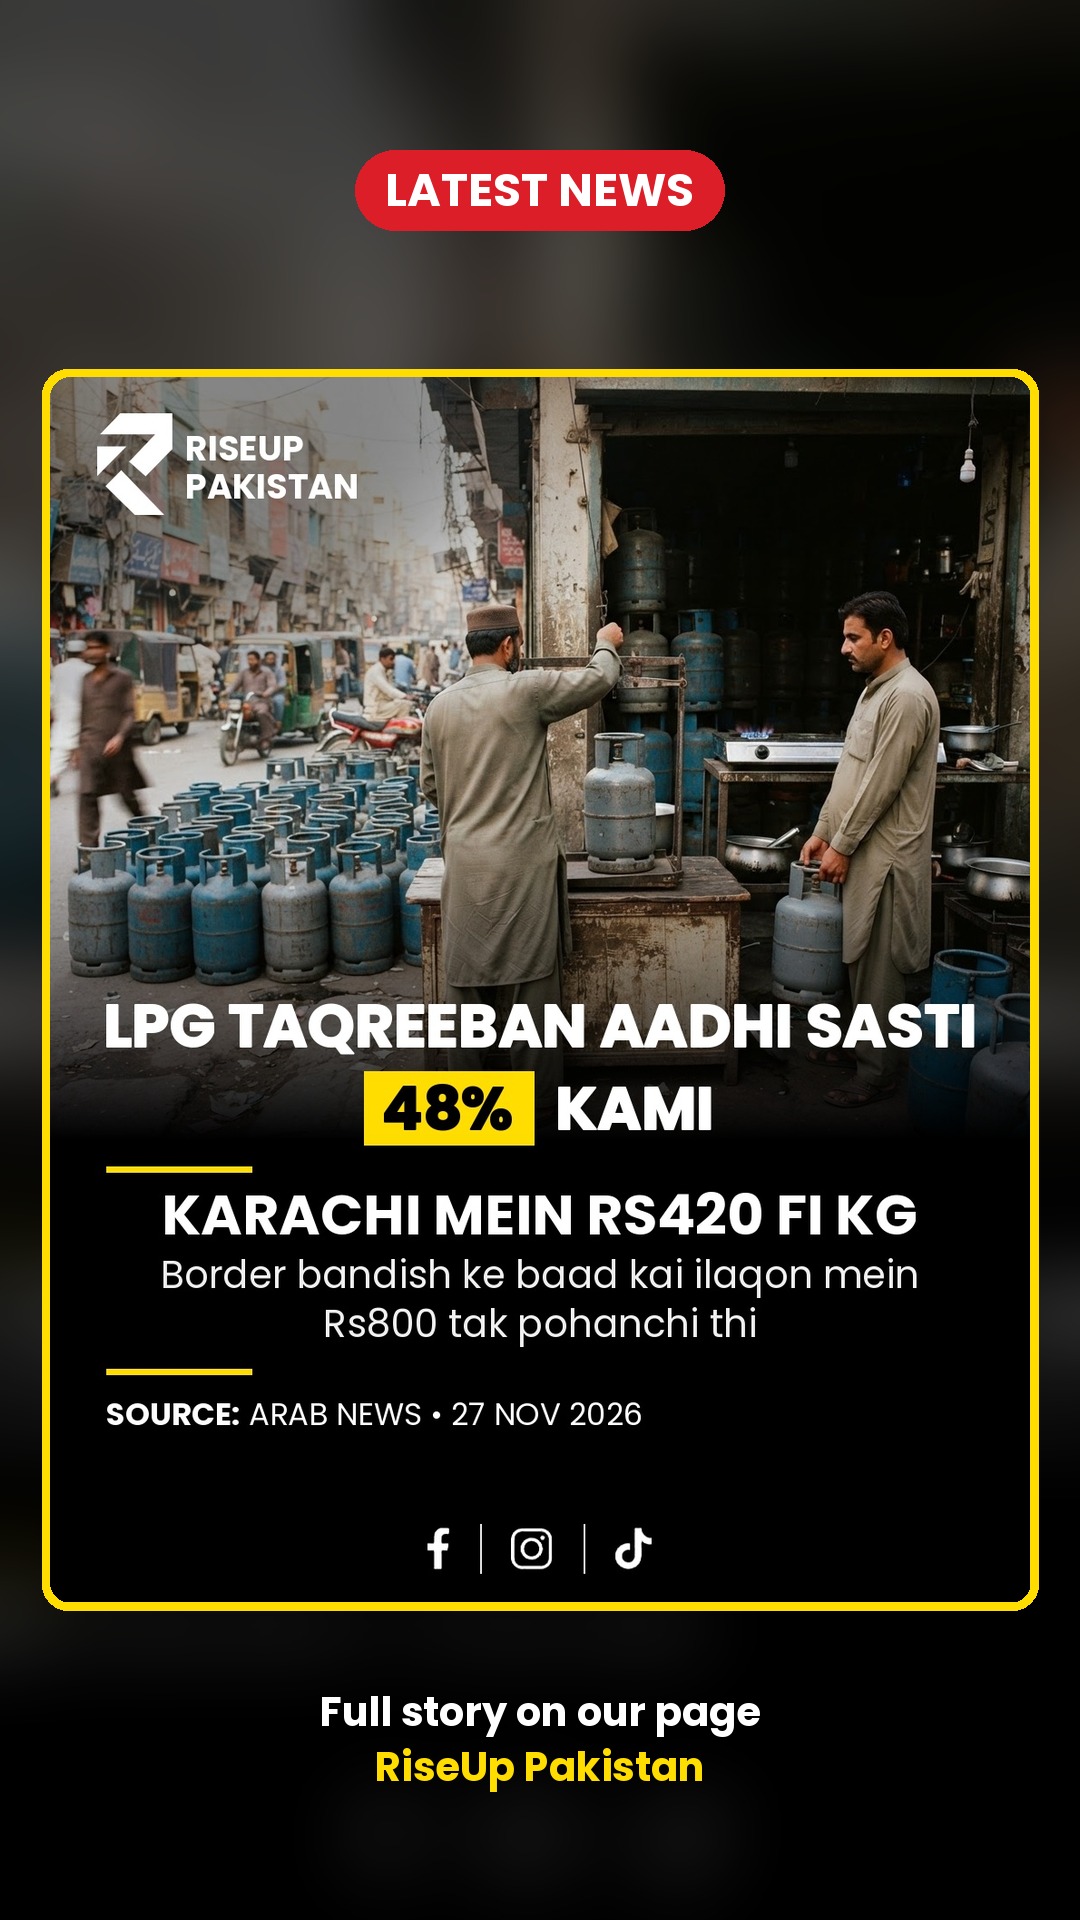 LATEST NEWS
RISEUP
PAKISTAN
LPG TAQREEBAN AADHI SASTI
48% KAMI
KARACHI MEIN RS420 FI KG
Border bandish ke baad kai ilaqon mein
Rs800 tak pohanchi thi
SOURCE: ARAB NEWS • 27 NOV 2026
Full story on our page
RiseUp Pakistan